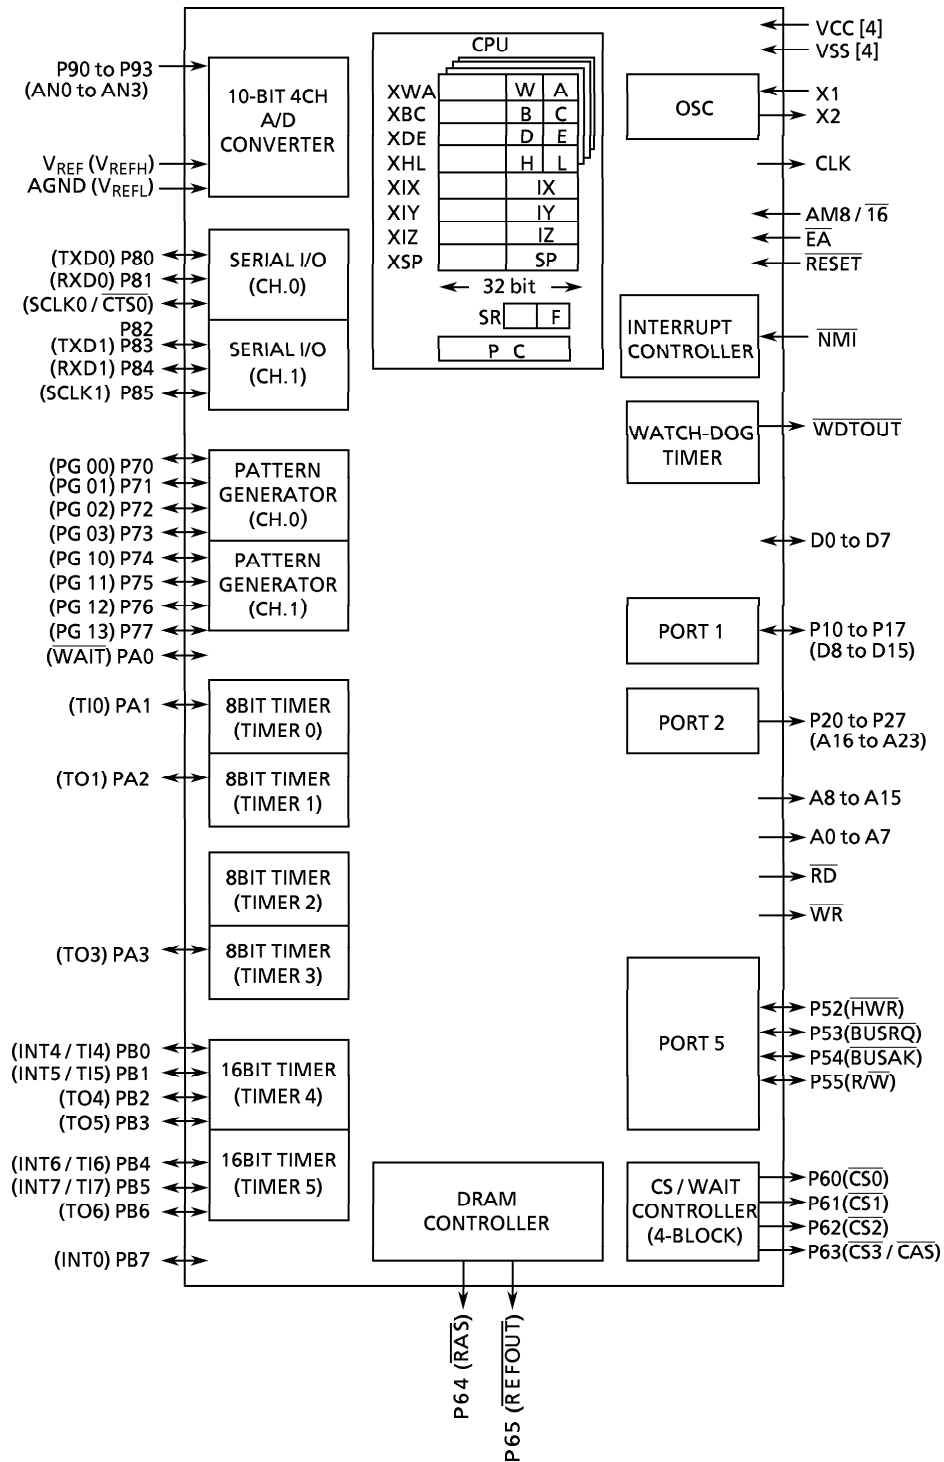 P90 to P93
(AN0 to AN3)
VREF (VREFH)
AGND (VREFL)
10-BIT 4CH
A/D
CONVERTER
(TXD0) P80
(RXD0) P81
(SCLK0 / CTS0)
P82
SERIAL I/O
(CH.0)
(TXD1) P83
(RXD1) P84
(SCLK1) P85
SERIAL I/O
(CH.1)
(PG 00) P70
(PG 01) P71
(PG 02) P72
(PG 03) P73
PATTERN
GENERATOR
(CH.0)
(PG 10) P74
(PG 11) P75
(PG 12) P76
(PG 13) P77
PATTERN
GENERATOR
(CH.1)
(WAIT) PA0
(TI0) PA1
8BIT TIMER
(TIMER 0)
(TO1) PA2
8BIT TIMER
(TIMER 1)
8BIT TIMER
(TIMER 2)
(TO3) PA3
8BIT TIMER
(TIMER 3)
(INT4 / TI4) PB0
(INT5 / TI5) PB1
(TO4) PB2
(TO5) PB3
16BIT TIMER
(TIMER 4)
(INT6 / TI6) PB4
(INT7 / TI7) PB5
(TO6) PB6
16BIT TIMER
(TIMER 5)
(INT0) PB7
CPU
XWA W A
XBC B C
XDE D E
XHL H L
XIX IX
XIY IY
XIZ IZ
XSP SP
32 bit
SR F
P C
DRAM
CONTROLLER
P64 (RAS)
P65 (REFOUT)
VCC [4]
VSS [4]
OSC
X1
X2
CLK
AM8 / 16
EA
RESET
INTERRUPT
CONTROLLER
NMI
WATCH-DOG
TIMER
WDTOUT
D0 to D7
PORT 1
P10 to P17
(D8 to D15)
PORT 2
P20 to P27
(A16 to A23)
A8 to A15
A0 to A7
RD
WR
PORT 5
P52(HWR)
P53(BUSRQ)
P54(BUSAK)
P55(R/W)
CS / WAIT
CONTROLLER
(4-BLOCK)
P60(CS0)
P61(CS1)
P62(CS2)
P63(CS3 / CAS)